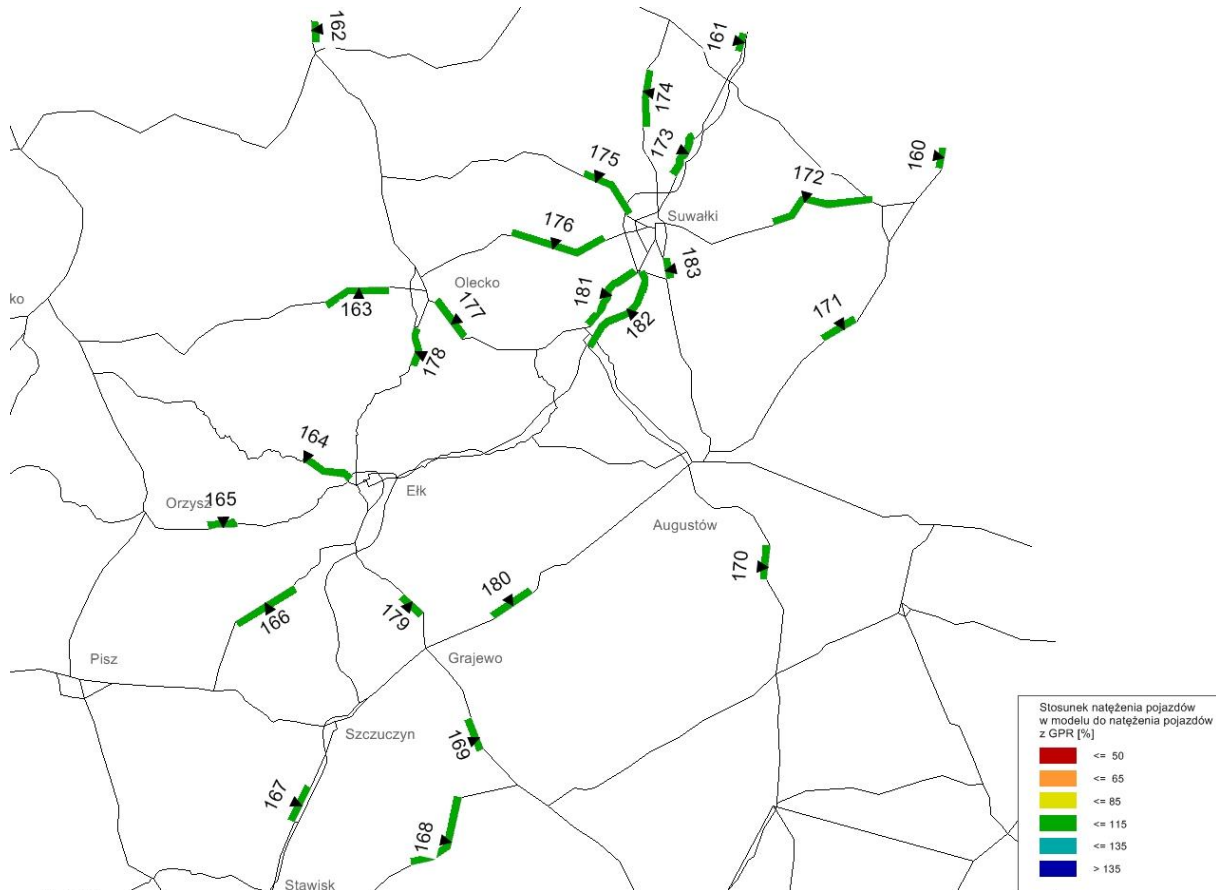 162
161
174
173
160
175
172
Suwałki
176
183
Olecko
181
ko
163
177
171
182
178
164
Ełk
Orzysz
165
Augustów
170
180
166
179
Pisz
Grajewo
Szczuczyn
169
167
168
Stawisk
Stosunek natężenia pojazdów
w modelu do natężenia pojazdów
z GPR [%]
<= 50
<= 65
<= 85
<= 115
<= 135
> 135